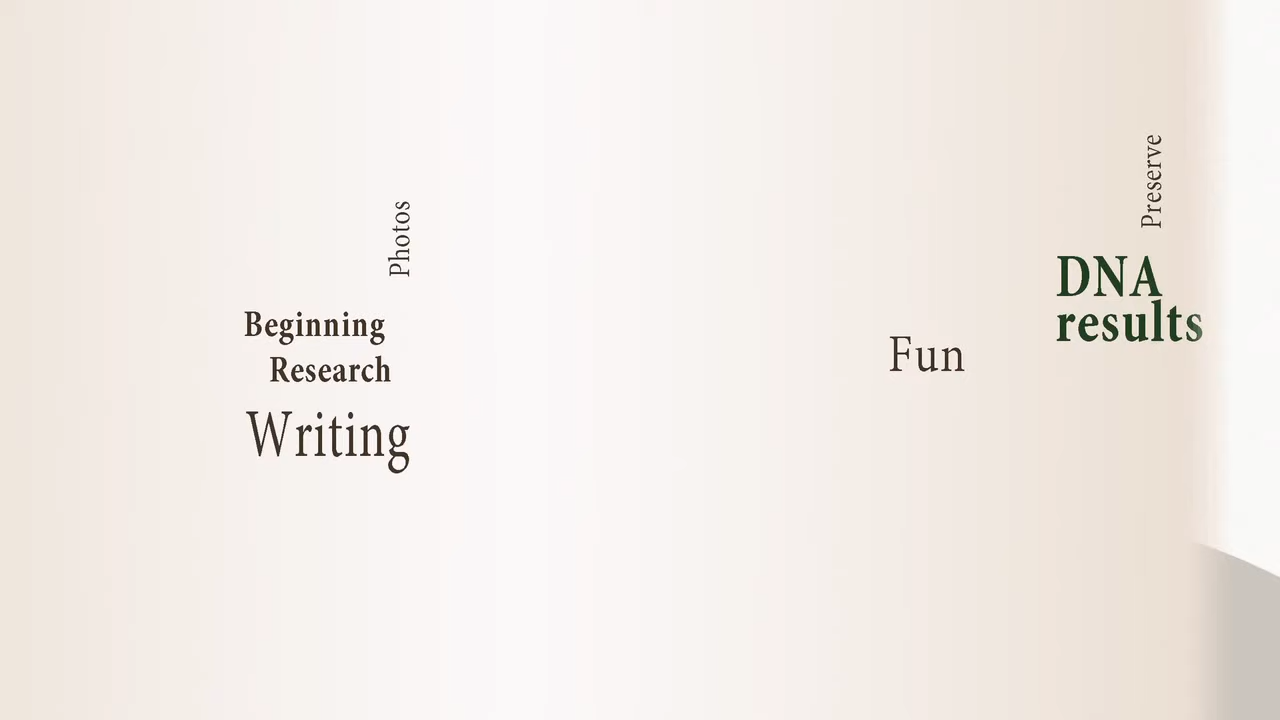 Photos
Beginning
Research
Writing
Fun
Preserve
DNA
results